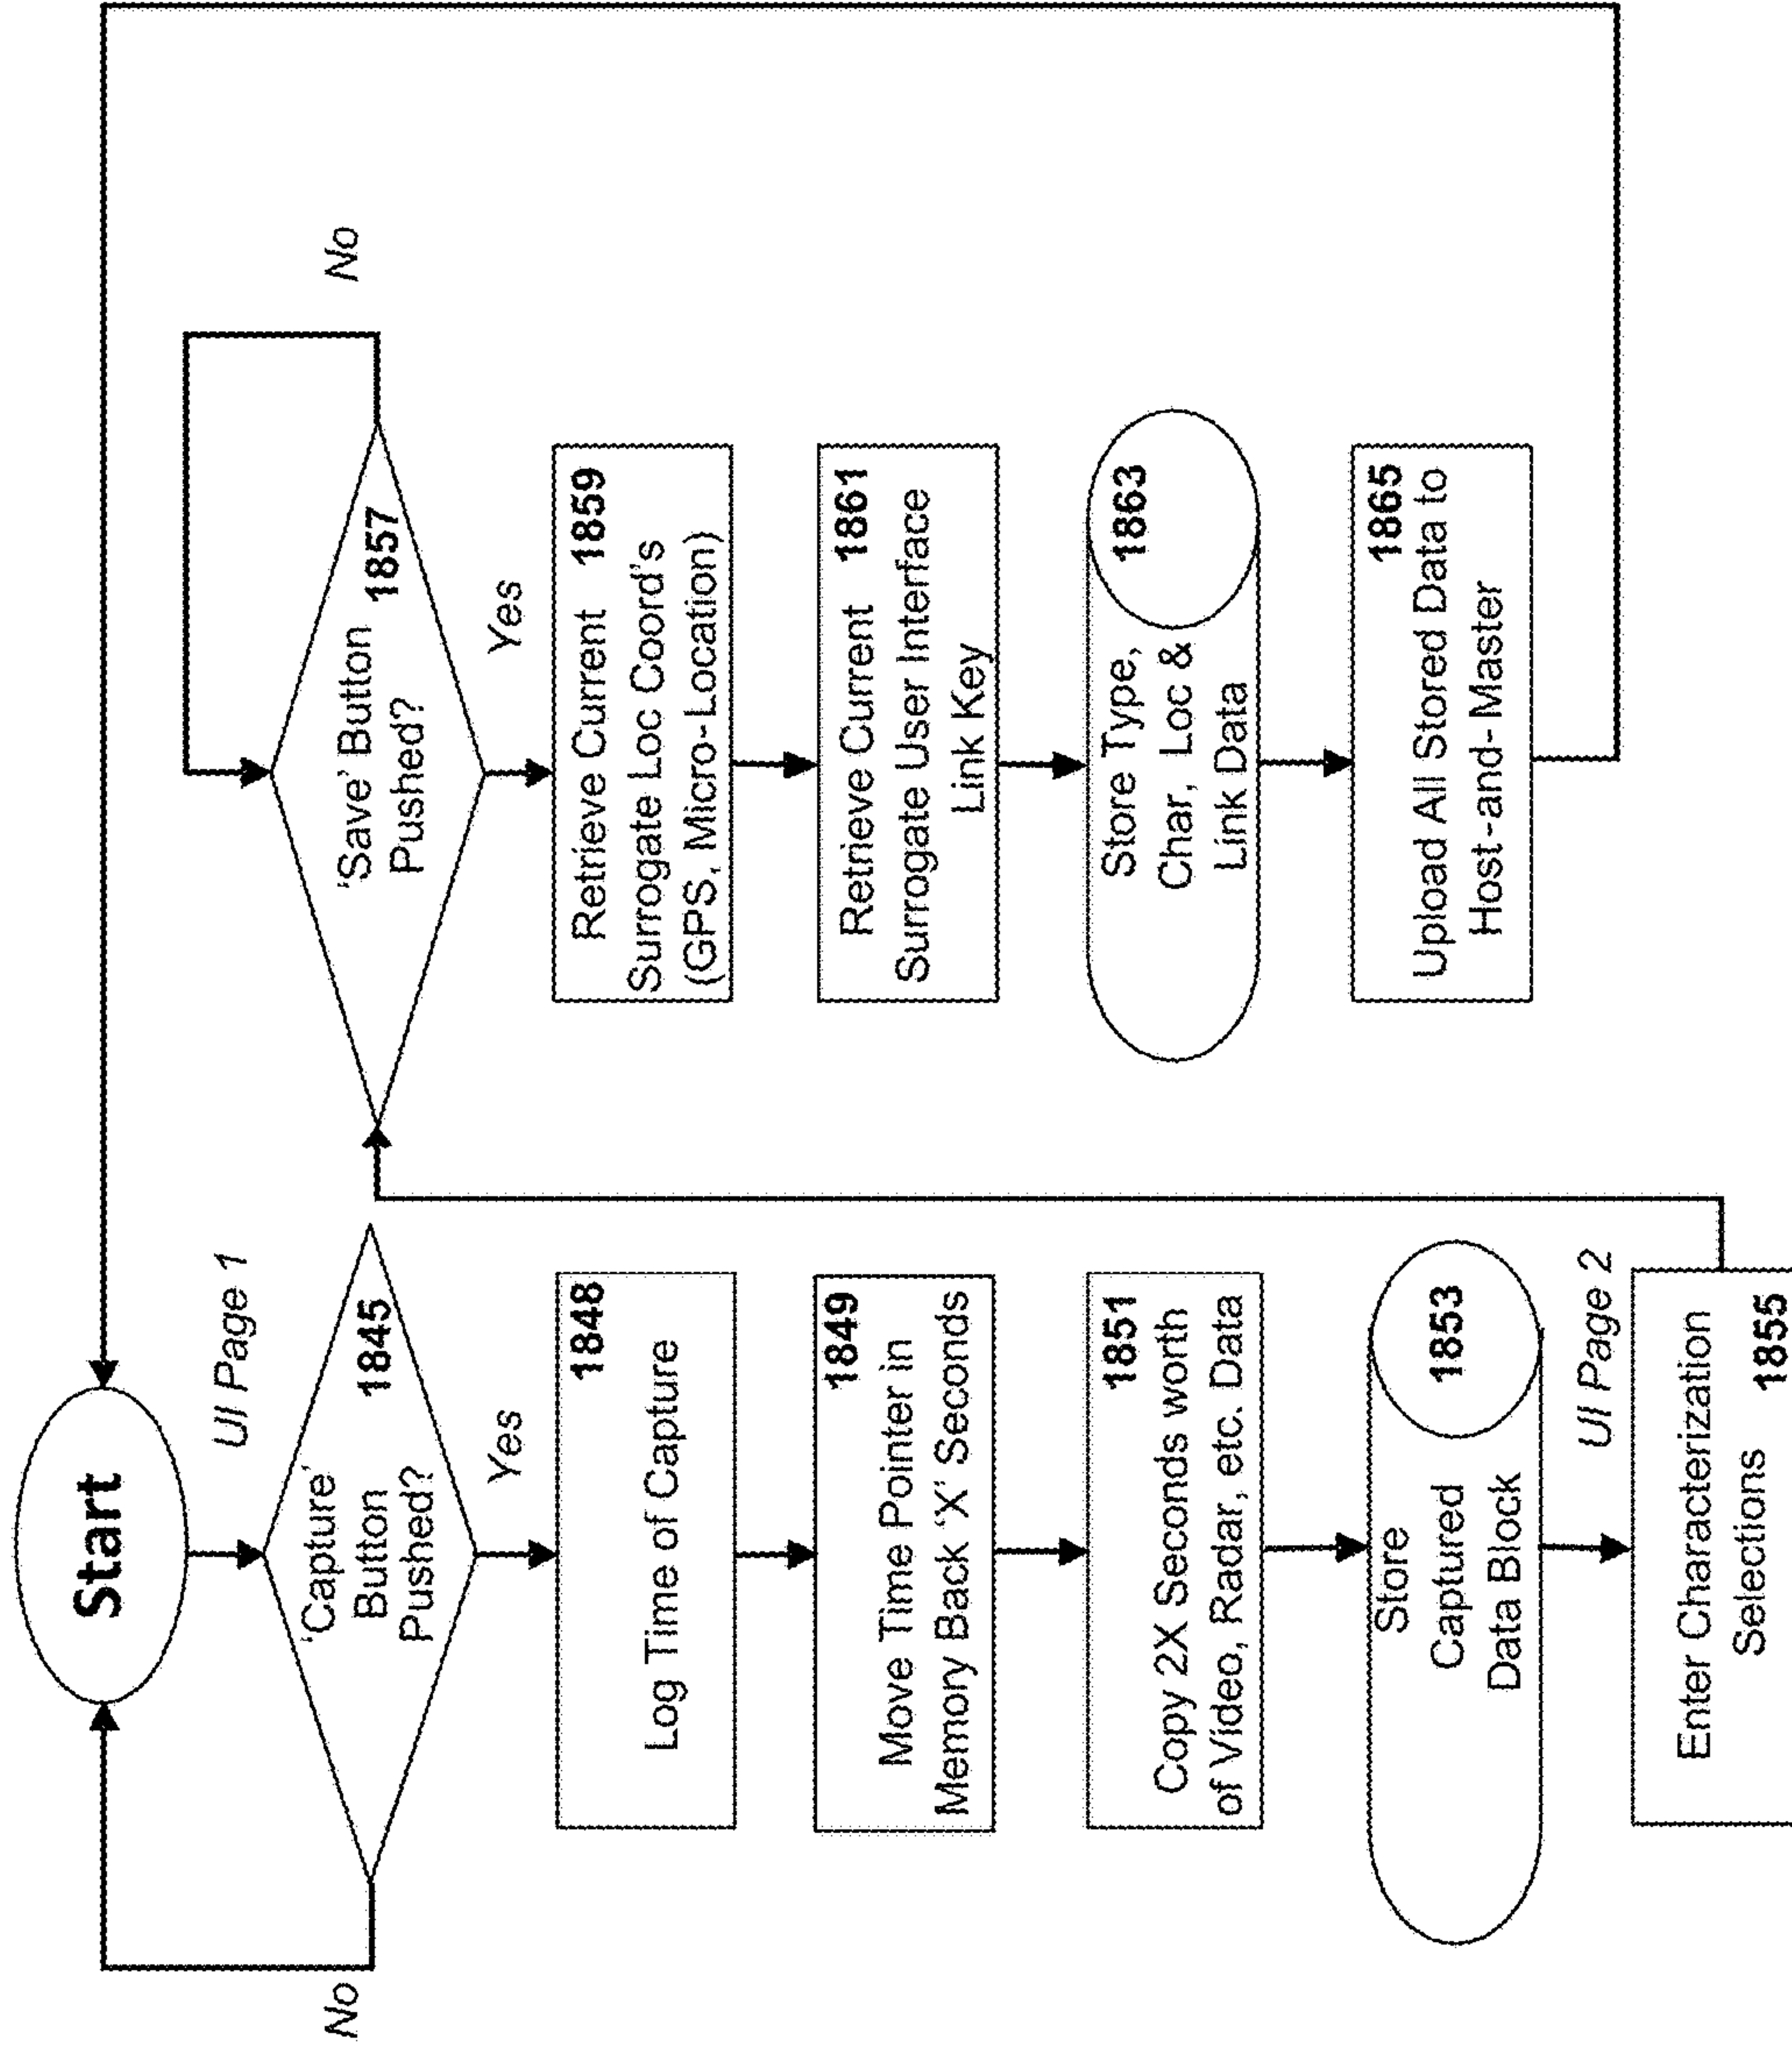 Start
UI Page 1
'Capture'
Button 1845
Pushed?
No
Yes
1848
Log Time of Capture
1849
Move Time Pointer in
Memory Back 'X' Seconds
1851
Copy 2X Seconds worth
of Video, Radar, etc. Data
Store
Captured 1853
Data Block
UI Page 2
Enter Characterization
Selections 1855
'Save' Button
1857
Pushed?
No
Yes
Retrieve Current 1859
Surrogate Loc Coord's
(GPS, Micro-Location)
Retrieve Current 1861
Surrogate User Interface
Link Key
Store Type, 1863
Char, Loc &
Link Data
1865
Upload All Stored Data to
Host-and-Master